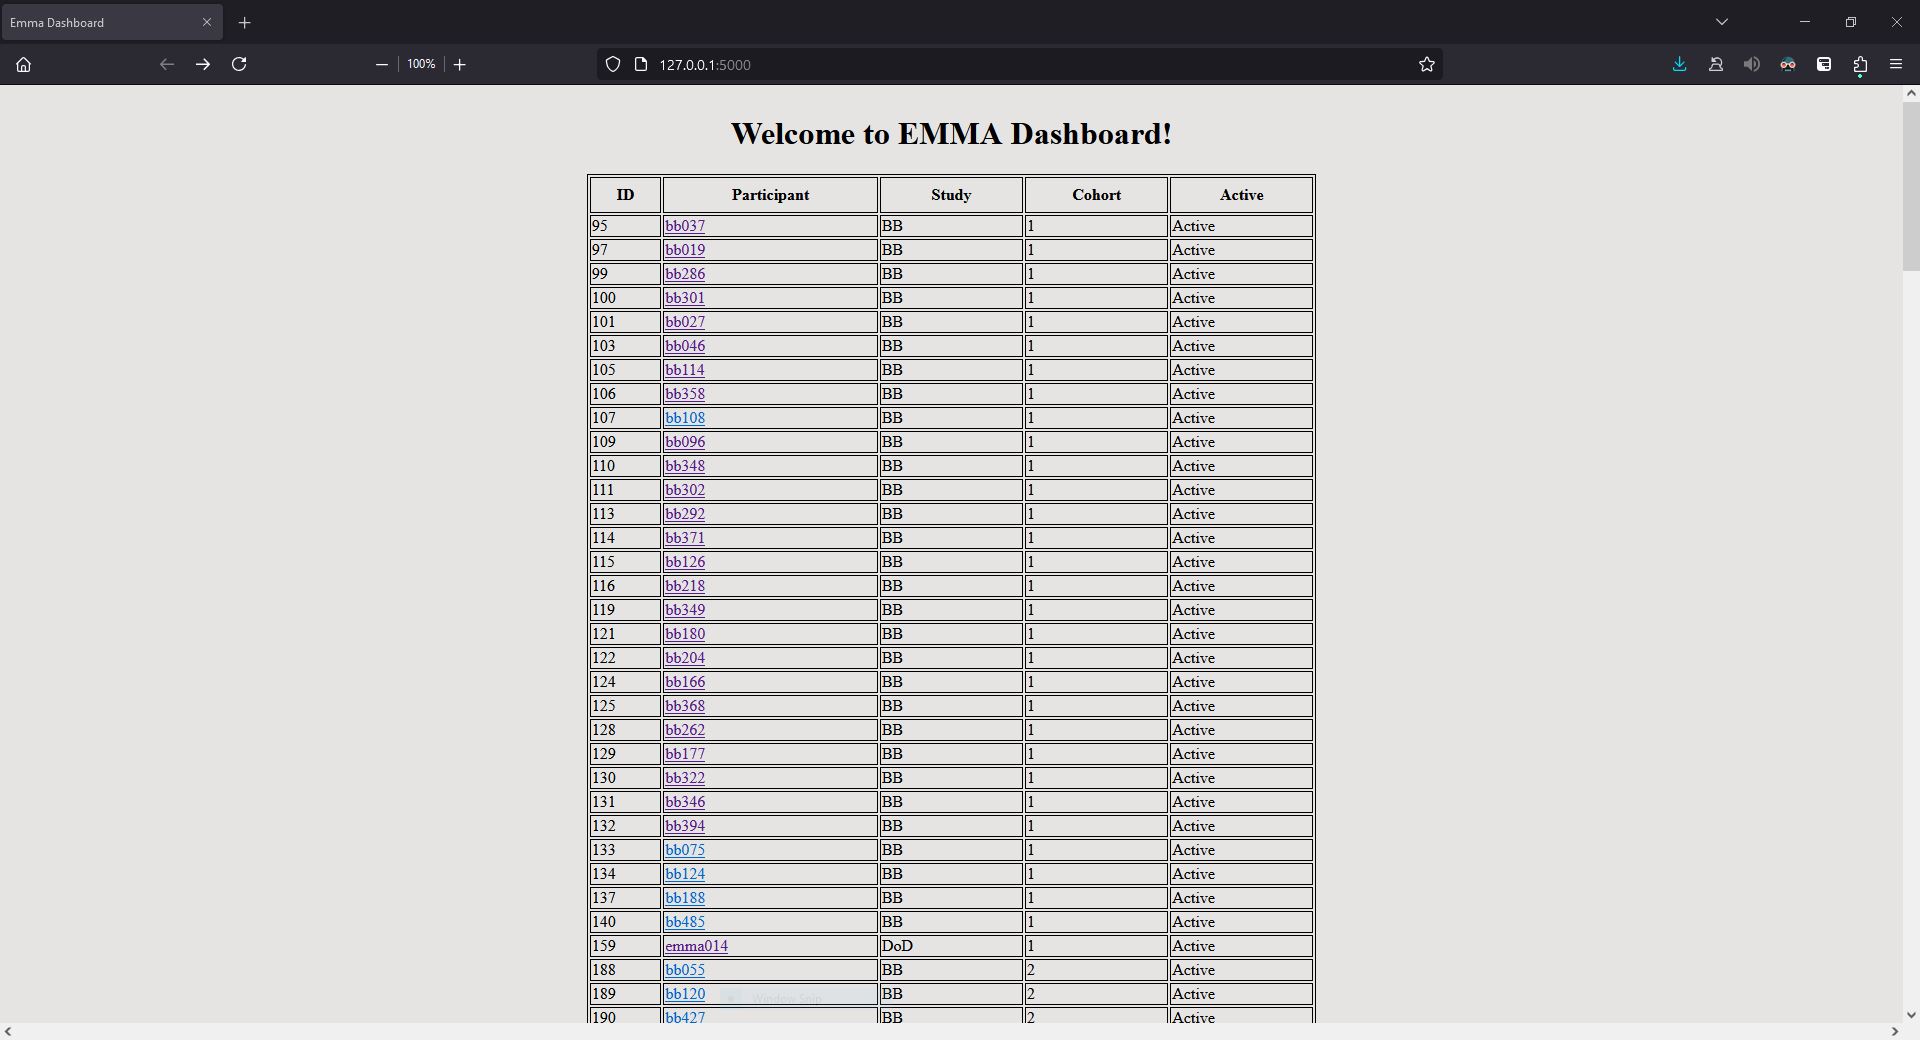 Emma Dashboard
100%
127.0.0.1:5000
Welcome to EMMA Dashboard!
ID Participant Study Cohort Active
95 bb037 BB 1 Active
97 bb019 BB 1 Active
99 bb286 BB 1 Active
100 bb301 BB 1 Active
101 bb027 BB 1 Active
103 bb046 BB 1 Active
105 bb114 BB 1 Active
106 bb358 BB 1 Active
107 bb108 BB 1 Active
109 bb096 BB 1 Active
110 bb348 BB 1 Active
111 bb302 BB 1 Active
113 bb292 BB 1 Active
114 bb371 BB 1 Active
115 bb126 BB 1 Active
116 bb218 BB 1 Active
119 bb349 BB 1 Active
121 bb180 BB 1 Active
122 bb204 BB 1 Active
124 bb166 BB 1 Active
125 bb368 BB 1 Active
128 bb262 BB 1 Active
129 bb177 BB 1 Active
130 bb322 BB 1 Active
131 bb346 BB 1 Active
132 bb394 BB 1 Active
133 bb075 BB 1 Active
134 bb124 BB 1 Active
137 bb188 BB 1 Active
140 bb485 BB 1 Active
159 emma014 DoD 1 Active
188 bb055 BB 2 Active
189 bb120 BB 2 Active
Window Snip
190 bb427 BB 2 Active